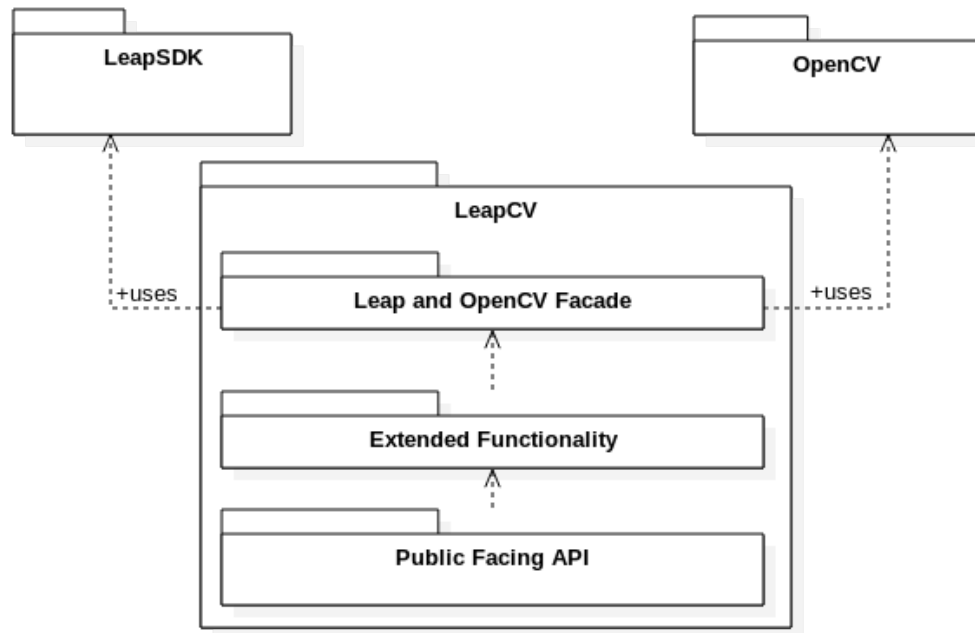 LeapSDK
OpenCV
LeapCV
+uses
Leap and OpenCV Facade
+uses
Extended Functionality
Public Facing API